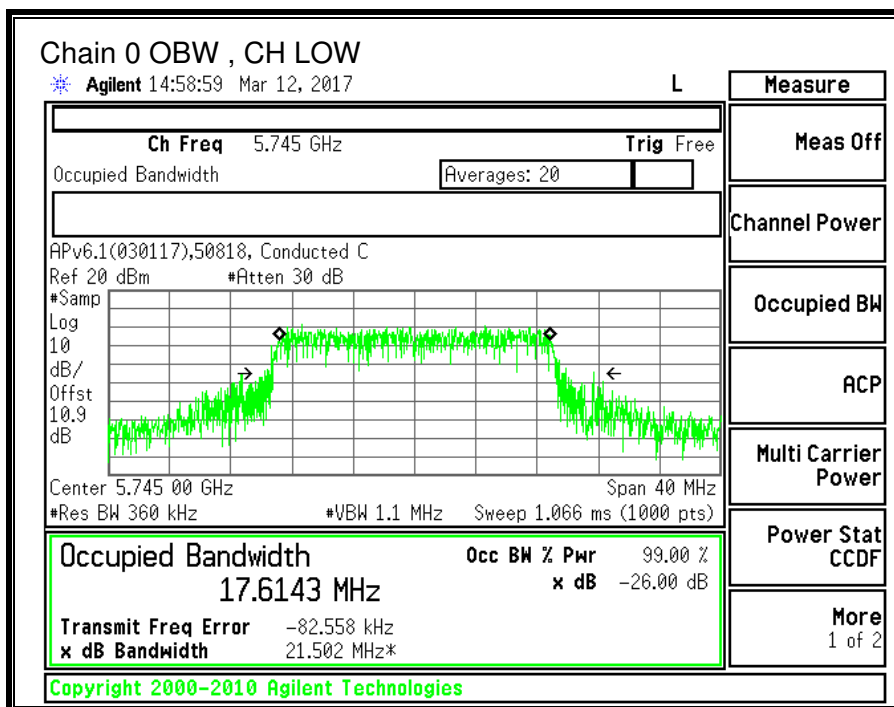 Chain 0 OBW , CH LOW
Agilent 14:58:59 Mar 12, 2017 L
Measure
Ch Freq 5.745 GHz Trig Free
Occupied Bandwidth Averages: 20
APv6.1(030117),50818, Conducted C
Ref 20 dBm #Atten 30 dB
#Samp
Log
10
dB/
Offst
10.9
dB
Center 5.745 00 GHz Span 40 MHz
#Res BW 360 kHz #VBW 1.1 MHz Sweep 1.066 ms (1000 pts)
Occupied Bandwidth
17.6143 MHz
Occ BW % Pwr 99.00 %
x dB -26.00 dB
Transmit Freq Error -82.558 kHz
x dB Bandwidth 21.502 MHz*
Meas Off
Channel Power
Occupied BW
ACP
Multi Carrier
Power
Power Stat
CCDF
More
1 of 2
Copyright 2000-2010 Agilent Technologies